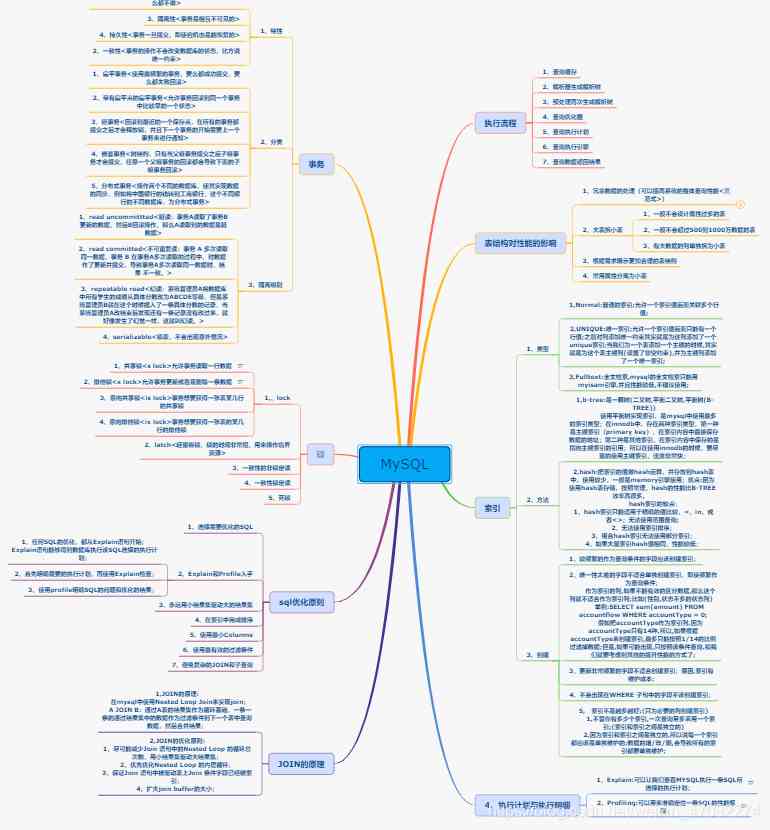 MySQL
事务
1、特性
么都不做>
3、隔离性<事务是相互不可见的>
4、持久性<事务一旦提交，即使宕机也是能恢复的>
2、一致性<事务的操作不会改变数据库的状态，比方说
唯一约束>
2、分类
1、扁平事务<使用最频繁的事务，要么都成功提交，要
么都失败回滚>
2、带有扁平点的扁平事务<允许事务回滚到同一个事务
中比较早的一个状态>
3、链事务<回滚到最近的一个保存点，在所有的事务都
提交之后才会释放锁，并且下一个事务的开始需要上一个
事务来进行通知>
4、嵌套事务<树结构，只有当父级事务提交之后子级事
务才会提交，任意一个父级事务的回滚都会导致下面的子
级事务回滚>
5、分布式事务<操作两个不同的数据库，使其实现数据
的同步，例如将中国银行的钱转到工商银行，这个不同银
行的不同数据库，为分布式事务>
3、隔离级别
1、read uncommitted<脏读：事务A读取了事务B
更新的数据，然后B回滚操作，那么A读取到的数据是脏
数据>
2、read committed<不可重复读：事务 A 多次读取
同一数据，事务 B 在事务A多次读取的过程中，对数据
作了更新并提交，导致事务A多次读取同一数据时，结
果 不一致。>
3、repeatable read<幻读：系统管理员A将数据库
中所有学生的成绩从具体分数改为ABCDE等级，但是系
统管理员B就在这个时候插入了一条具体分数的记录，当
系统管理员A改结束后发现还有一条记录没有改过来，就
好像发生了幻觉一样，这就叫幻读。>
4、serializable<锁表，不会出现意外情况>
锁
1、、lock
1、共享锁<s lock>允许事务读取一行数据
2、排他锁<x lock>允许事务更新或者是删除一条数据
3、意向共享锁<is lock>事务想要获得一张表某几行
的共享锁
4、意向排他锁<ix lock>事务想要获得一张表的某几
行的排他锁
2、latch<轻量级锁，锁的时间非常短，用来操作临界
资源>
3、一致性的非锁定读
4、一致性锁定读
5、死锁
sql优化原则
1、选择需要优化的SQL
2、Explain和Profile入手
1、任何SQL的优化，都从Explain语句开始；
Explain语句能够得到数据库执行该SQL选择的执行计
划；
2、首先明确需要的执行计划，再使用Explain检查；
3、使用profile明确SQL的问题和优化的结果；
3、永远用小结果集驱动大的结果集
4、在索引中完成排序
5、使用最小Columns
6、使用最有效的过滤条件
7、避免复杂的JOIN和子查询
JOIN的原理
1,JOIN的原理：
在mysql中使用Nested Loop Join来实现join；
A JOIN B：通过A表的结果集作为循环基础，一条一
条的通过结果集中的数据作为过滤条件到下一个表中查询
数据，然后合并结果；
2,JOIN的优化原则：
1，尽可能减少Join 语句中的Nested Loop 的循环总
次数，用小结果集驱动大结果集；
2，优先优化Nested Loop 的内层循环；
3，保证Join 语句中被驱动表上Join 条件字段已经被索
引；
4，扩大join buffer的大小；
执行流程
1、查询缓存
2、解析器生成解析树
3、预处理再次生成解析树
4、查询优化器
5、查询执行计划
6、查询执行引擎
7、查询数据返回结果
表结构对性能的影响
1、冗余数据的处理（可以提高系统的整体查询性能<三
范式>）
2、大表拆小表
1、一般不会设计属性过多的表
2、一般不会超过500到1000万数据的表
3、有大数据的列单独拆为小表
3、根据需求展示更加合理的表结构
4、常用属性分离为小表
索引
1、类型
1,Normal:普通的索引;允许一个索引值后面关联多个行
值;
2,UNIQUE:唯一索引;允许一个索引值后面只能有一个
行值;之前对列添加唯一约束其实就是为这列添加了一个
unique索引;当我们为一个表添加一个主键的时候,其实
就是为这个表主键列(设置了非空约束),并为主键列添加
了一个唯一索引;
3,Fulltext:全文检索,mysql的全文检索只能用
myisam引擎,并且性能较低,不建议使用;
2、方法
1,b-tree:是一颗树(二叉树,平衡二叉树,平衡树(B-
TREE))
使用平衡树实现索引，是mysql中使用最多
的索引类型；在innodb中，存在两种索引类型，第一种
是主键索引（primary key），在索引内容中直接保存
数据的地址；第二种是其他索引，在索引内容中保存的是
指向主键索引的引用；所以在使用innodb的时候，要尽
量的使用主键索引，速度非常快；
2,hash:把索引的值做hash运算，并存放到hash表
中，使用较少，一般是memory引擎使用；优点:因为
使用hash表存储，按照常理，hash的性能比B-TREE
效率高很多。
hash索引的缺点：
1，hash索引只能适用于精确的值比较，=，in，或
者<>；无法使用范围查询；
2，无法使用索引排序；
3，组合hash索引无法使用部分索引；
4，如果大量索引hash值相同，性能较低；
3、创建
1、较频繁的作为查询条件的字段应该创建索引；
2、唯一性太差的字段不适合单独创建索引，即使频繁作
为查询条件；
作为索引的列,如果不能有效的区分数据,那么这个
列就不适合作为索引列;比如(性别,状态不多的状态列)
举例:SELECT sum(amount) FROM
accountflow WHERE accountType = 0;
假如把accountType作为索引列,因为
accountType只有14种,所以,如果根据
accountType来创建索引,最多只能按照1/14的比例
过滤掉数据;但是,如果可能出现,只按照该条件查询,那我
们就要考虑到其他的提升性能的方式了;
3、更新非常频繁的字段不适合创建索引；原因,索引有
维护成本;
4、不会出现在WHERE 子句中的字段不该创建索引;
5,  索引不是越多越好;(只为必要的列创建索引)
1,不管你有多少个索引,一次查询至多采用一个索
引;(索引和索引之间是独立的)
2,因为索引和索引之间是独立的,所以说每一个索引
都应该是单独维护的;数据的增/改/删,会导致所有的索
引都要单独维护;
4、执行计划与执行明细
1、Explain:可以让我们查看MYSQL执行一条SQL所
选择的执行计划;
2、Profiling:可以用来准确定位一条SQL的性能瓶
颈